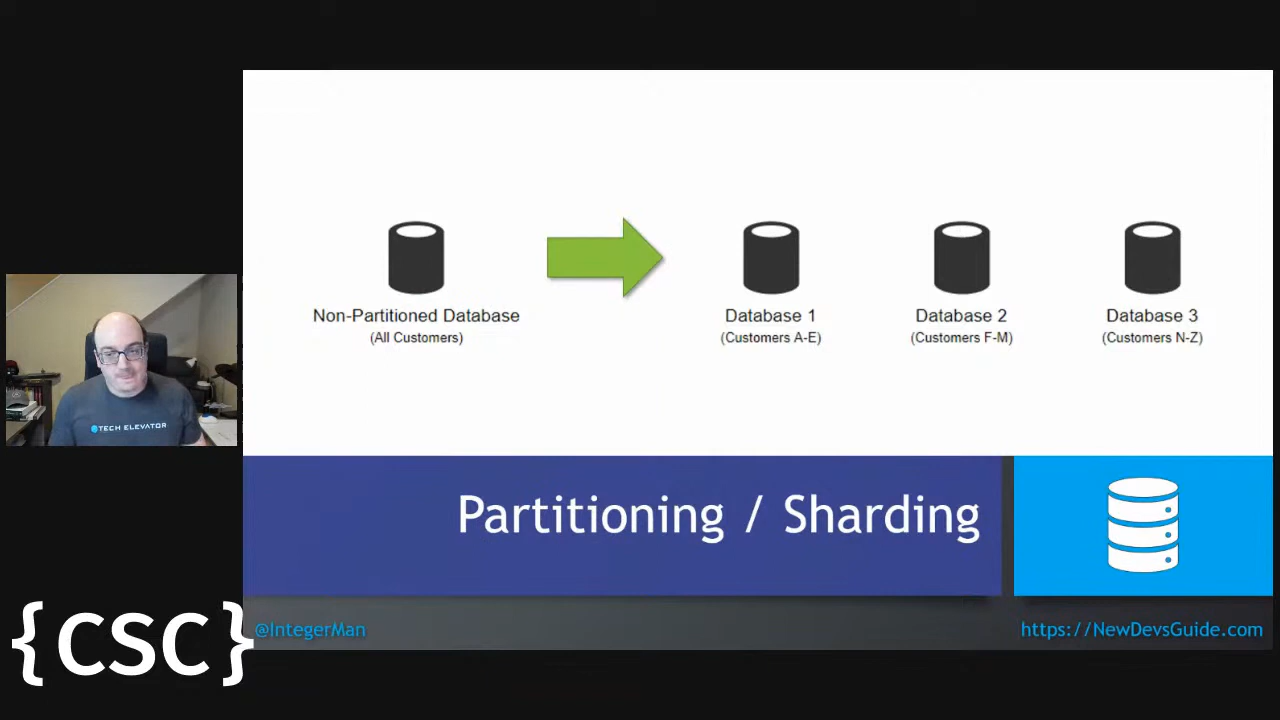 Non-Partitioned Database
(All Customers)
Database 1
(Customers A-E)
Database 2
(Customers F-M)
Database 3
(Customers N-Z)
TECH ELEVATOR
Partitioning / Sharding
{CSC}
@IntegerMan
https://NewDevsGuide.com